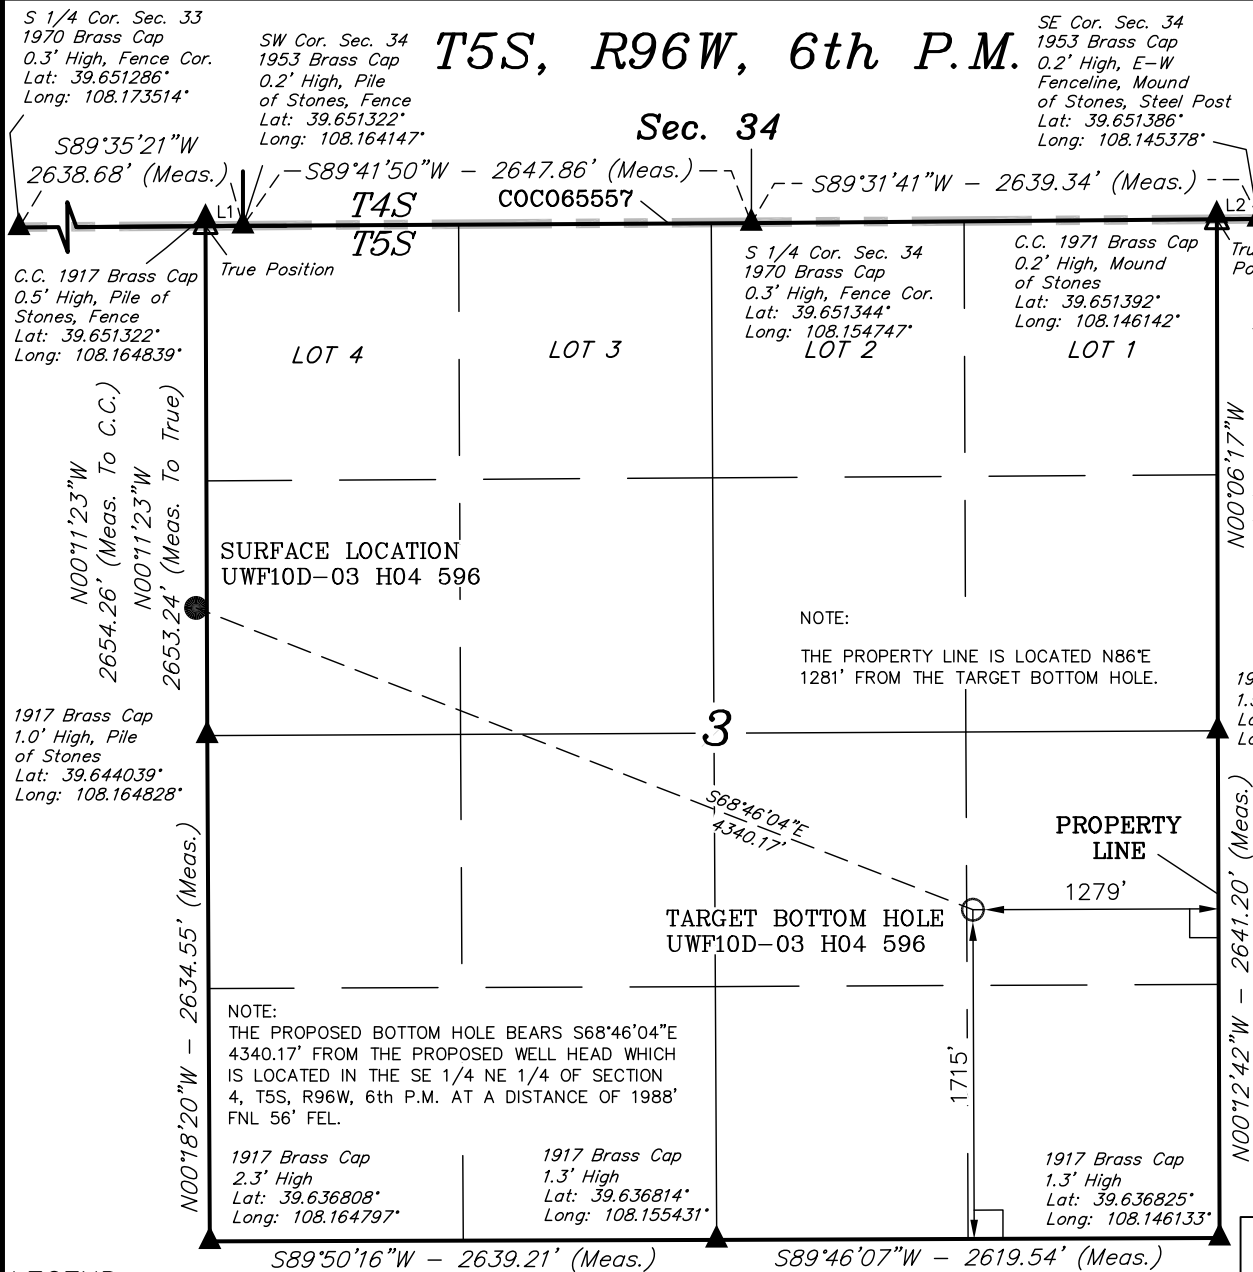 S 1/4 Cor. Sec. 33
1970 Brass Cap
0.3' High, Fence Cor.
Lat: 39.651286°
Long: 108.173514°
SW Cor. Sec. 34
1953 Brass Cap
0.2' High, Pile
of Stones, Fence
Lat: 39.651322°
Long: 108.164147°
T5S, R96W, 6th P.M.
SE Cor. Sec. 34
1953 Brass Cap
0.2' High, E-W
Fenceline, Mound
of Stones, Steel Post
Lat: 39.651386°
Long: 108.145378°
Sec. 34
S89°35'21"W
2638.68' (Meas.)
S89°41'50"W - 2647.86' (Meas.)
S89°31'41"W - 2639.34' (Meas.)
COC065557
L1
L2
T4S
T5S
True Position
Tru
Po
C.C. 1917 Brass Cap
0.5' High, Pile of
Stones, Fence
Lat: 39.651322°
Long: 108.164839°
S 1/4 Cor. Sec. 34
1970 Brass Cap
0.3' High, Fence Cor.
Lat: 39.651344°
Long: 108.154747°
C.C. 1971 Brass Cap
0.2' High, Mound
of Stones
Lat: 39.651392°
Long: 108.146142°
LOT 4
LOT 3
LOT 2
LOT 1
N00°11'23"W
2654.26' (Meas. To C.C.)
N00°11'23"W
2653.24' (Meas. To True)
N00°06'17"W
SURFACE LOCATION
UWF10D-03 H04 596
NOTE:
THE PROPERTY LINE IS LOCATED N86°E
1281' FROM THE TARGET BOTTOM HOLE.
1917 Brass Cap
1.0' High, Pile
of Stones
Lat: 39.644039°
Long: 108.164828°
19
1.
La
Lo
3
S68°46'04"E
4340.17'
PROPERTY
LINE
1279'
TARGET BOTTOM HOLE
UWF10D-03 H04 596
N00°18'20"W - 2634.55' (Meas.)
N00°12'42"W - 2641.20' (Meas.)
1715'
NOTE:
THE PROPOSED BOTTOM HOLE BEARS S68°46'04"E
4340.17' FROM THE PROPOSED WELL HEAD WHICH
IS LOCATED IN THE SE 1/4 NE 1/4 OF SECTION
4, T5S, R96W, 6th P.M. AT A DISTANCE OF 1988'
FNL 56' FEL.
1917 Brass Cap
2.3' High
Lat: 39.636808°
Long: 108.164797°
1917 Brass Cap
1.3' High
Lat: 39.636814°
Long: 108.155431°
1917 Brass Cap
1.3' High
Lat: 39.636825°
Long: 108.146133°
S89°50'16"W - 2639.21' (Meas.)
S89°46'07"W - 2619.54' (Meas.)